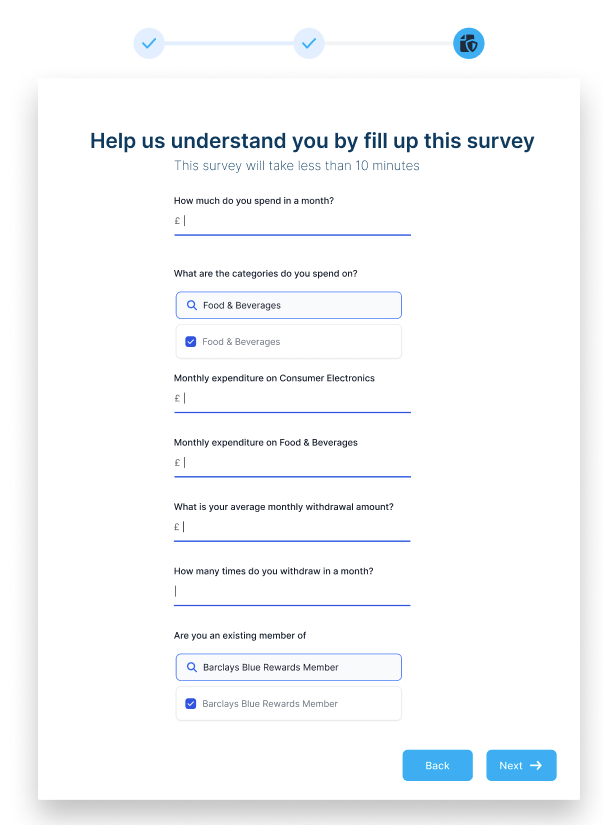 Help us understand you by fill up this survey
This survey will take less than 10 minutes
How much do you spend in a month?
£
What are the categories do you spend on?
Food & Beverages
Food & Beverages
Monthly expenditure on Consumer Electronics
£
Monthly expenditure on Food & Beverages
£
What is your average monthly withdrawal amount?
£
How many times do you withdraw in a month?
Are you an existing member of
Barclays Blue Rewards Member
Barclays Blue Rewards Member
Back Next →